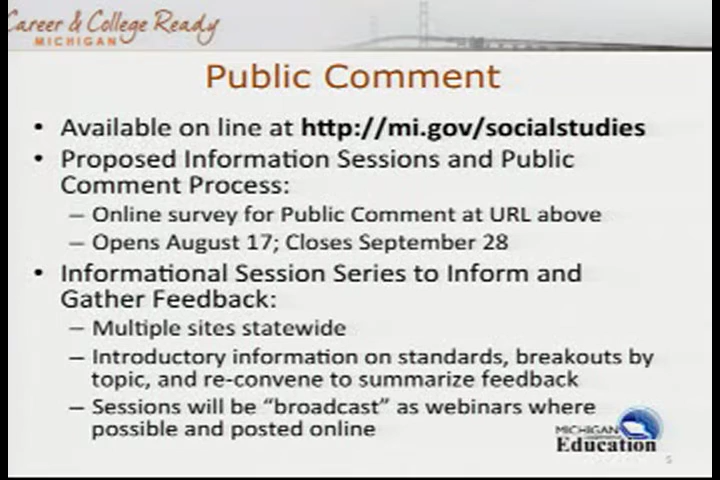 Career & College Ready
MICHIGAN
Public Comment
• Available on line at http://mi.gov/socialstudies
• Proposed Information Sessions and Public
Comment Process:
– Online survey for Public Comment at URL above
– Opens August 17; Closes September 28
• Informational Session Series to Inform and
Gather Feedback:
– Multiple sites statewide
– Introductory information on standards, breakouts by
topic, and re-convene to summarize feedback
– Sessions will be “broadcast” as webinars where
possible and posted online
MICHIGAN
Education
5